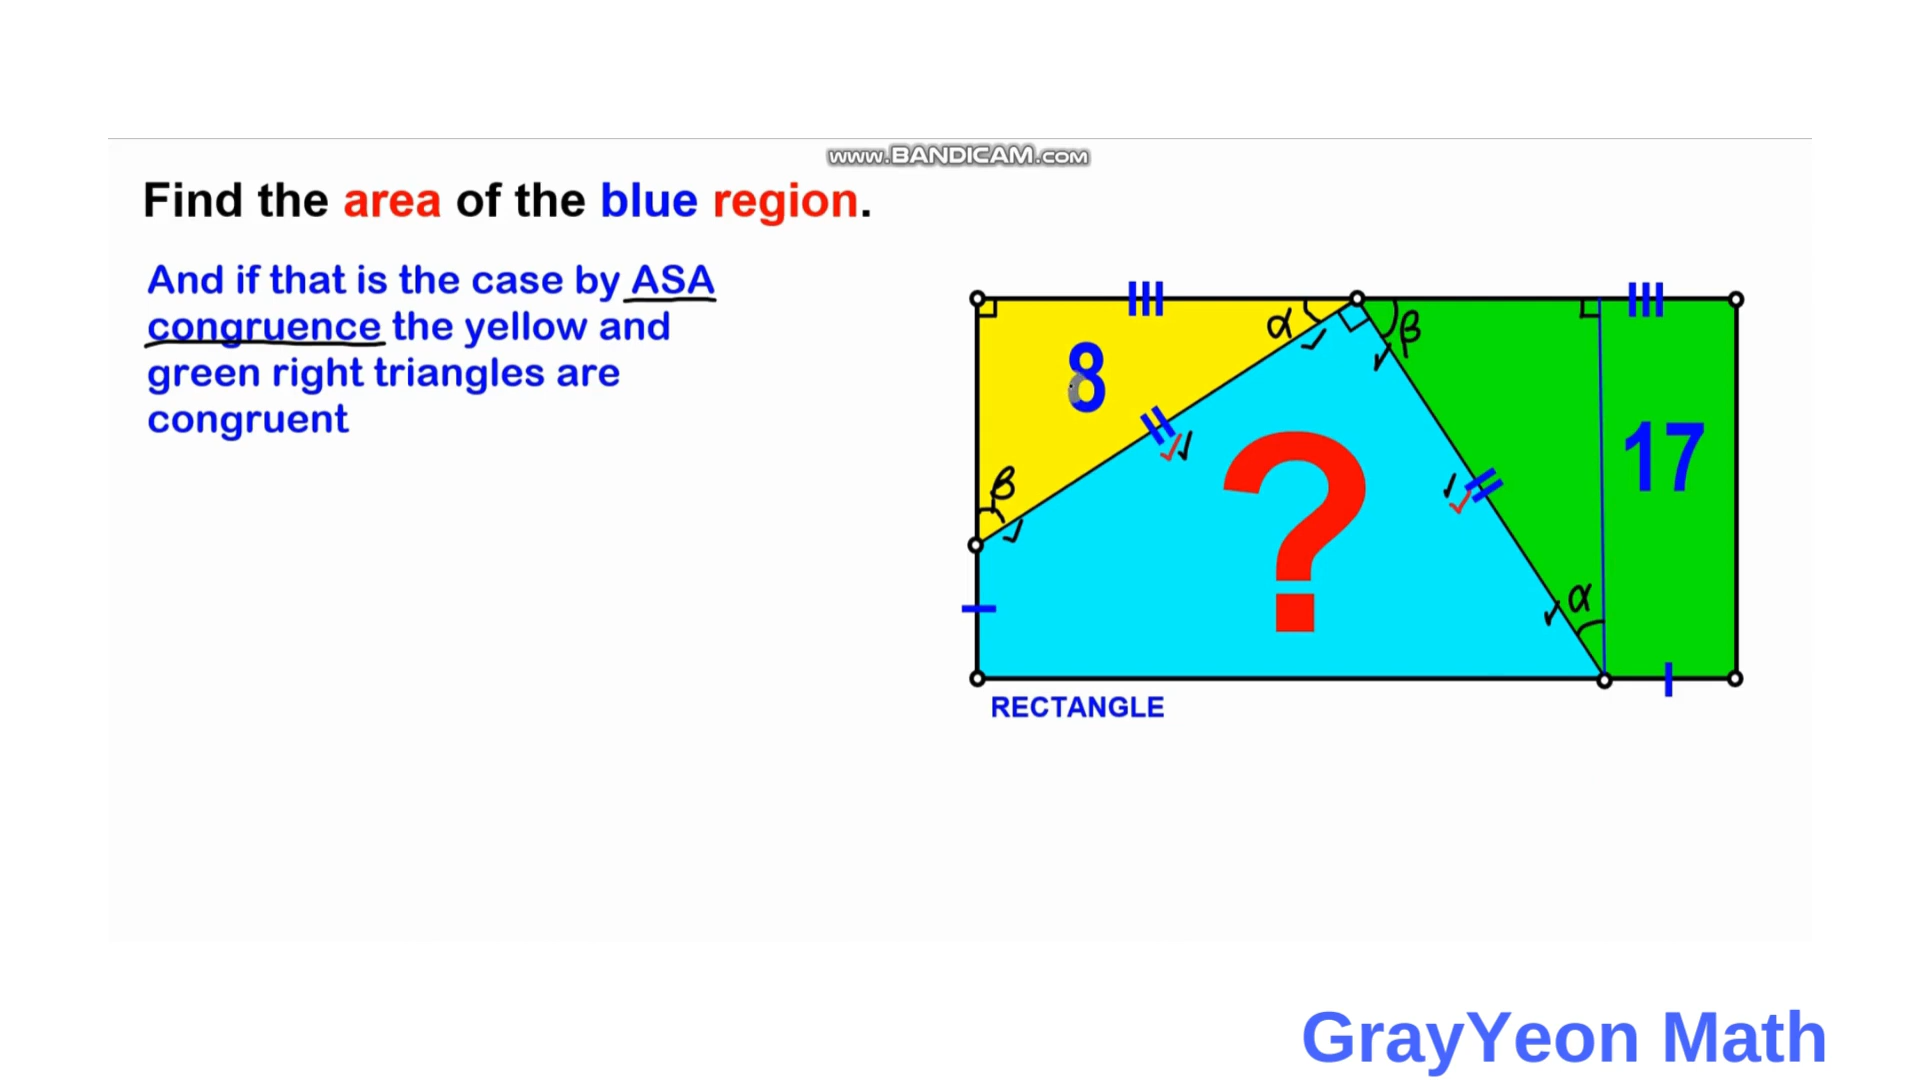 www.BANDICAM.com
Find the area of the blue region.
And if that is the case by ASA
congruence the yellow and
green right triangles are
congruent
α
β
8
17
β
?
α
RECTANGLE
GrayYeon Math